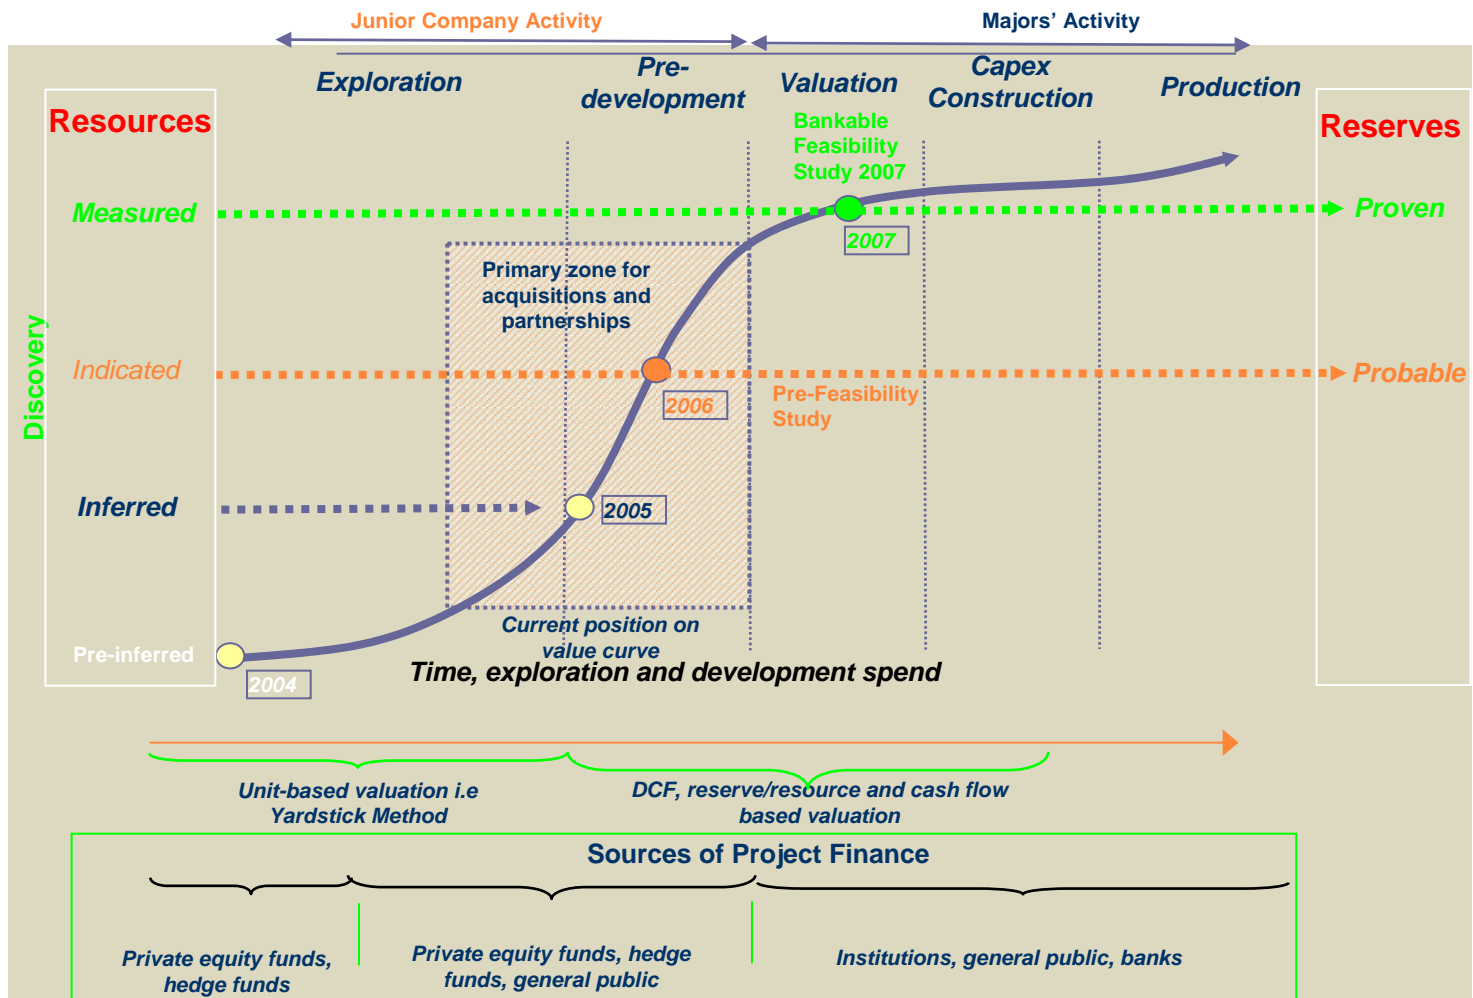 Junior Company Activity
Majors’ Activity
Exploration
Pre-
development
Valuation
Capex
Construction
Production
Resources
Reserves
Bankable
Feasibility
Study 2007
Measured
Proven
2007
Primary zone for
acquisitions and
partnerships
Discovery
Indicated
Probable
2006
Pre-Feasibility
Study
Inferred
2005
Current position on
value curve
Pre-inferred
2004
Time, exploration and development spend
Unit-based valuation i.e
Yardstick Method
DCF, reserve/resource and cash flow
based valuation
Sources of Project Finance
Private equity funds,
hedge funds
Private equity funds, hedge
funds, general public
Institutions, general public, banks